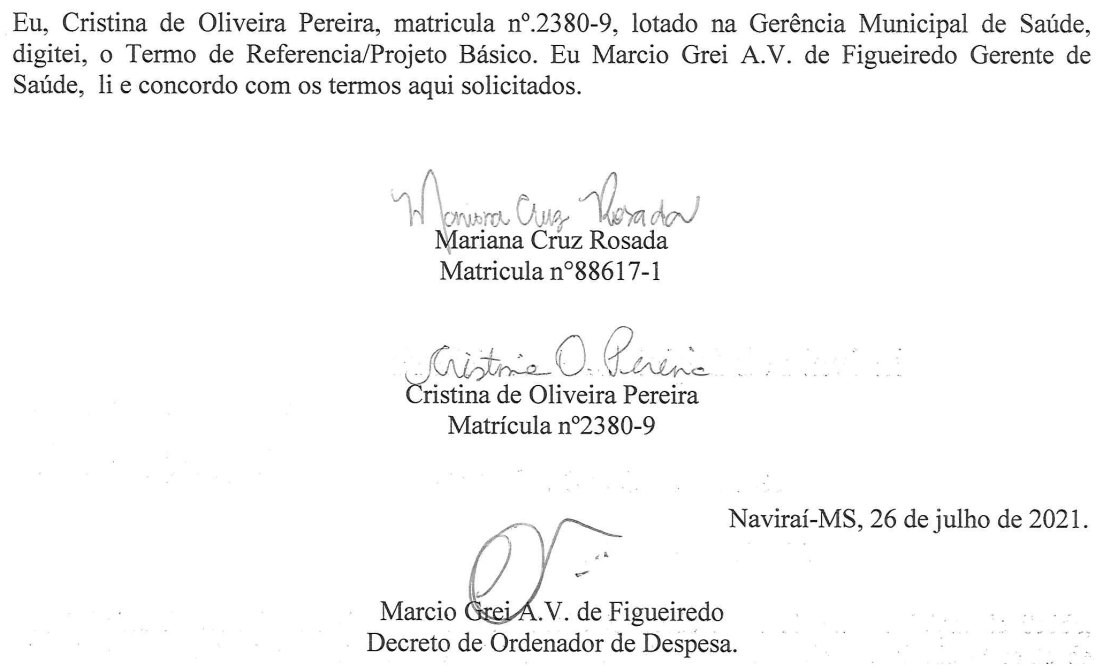 Eu, Cristina de Oliveira Pereira, matricula nº.2380-9, lotado na Gerência Municipal de Saúde,
digitei, o Termo de Referencia/Projeto Básico. Eu Marcio Grei A.V. de Figueiredo Gerente de
Saúde, li e concordo com os termos aqui solicitados.
Mariana Cruz Rosada
Mariana Cruz Rosada
Matricula n°88617-1
Cristina O. Pereira
Cristina de Oliveira Pereira
Matrícula nº2380-9
Naviraí-MS, 26 de julho de 2021.
Marcio Grei A.V. de Figueiredo
Decreto de Ordenador de Despesa.